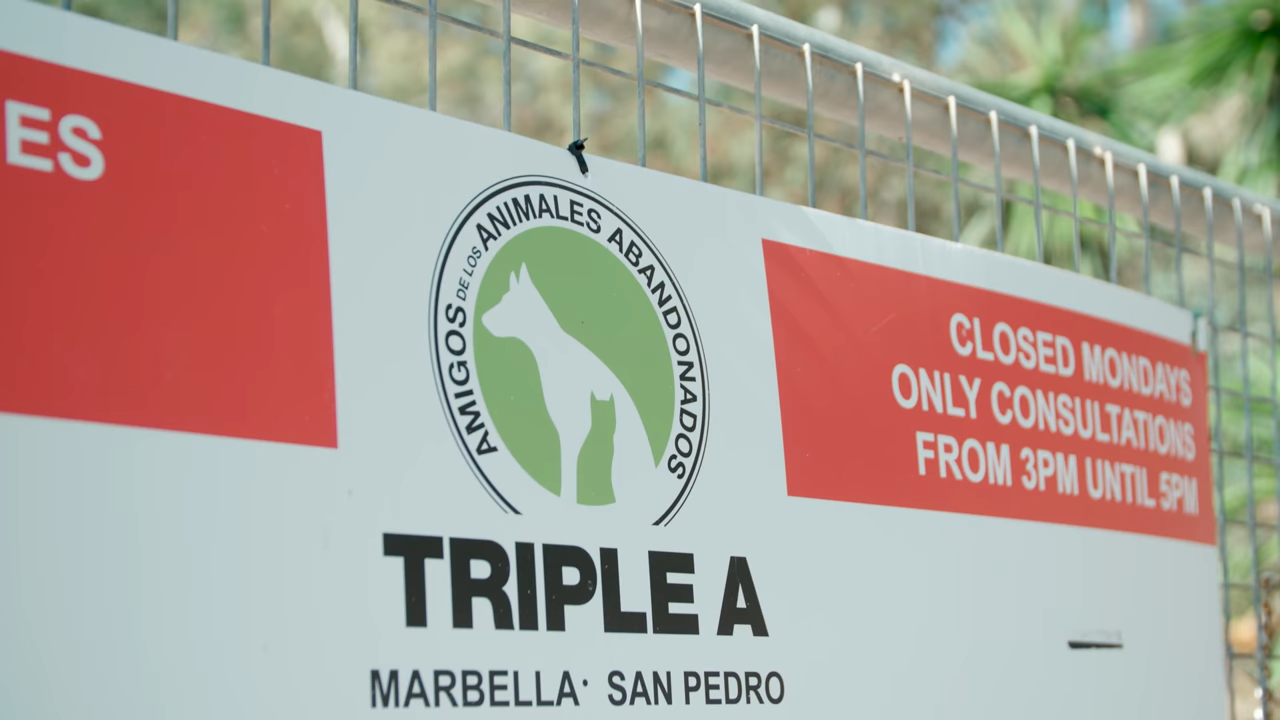 ES
AMIGOS DE LOS ANIMALES ABANDONADOS
CLOSED MONDAYS
ONLY CONSULTATIONS
FROM 3PM UNTIL 5PM
TRIPLE A
MARBELLA · SAN PEDRO